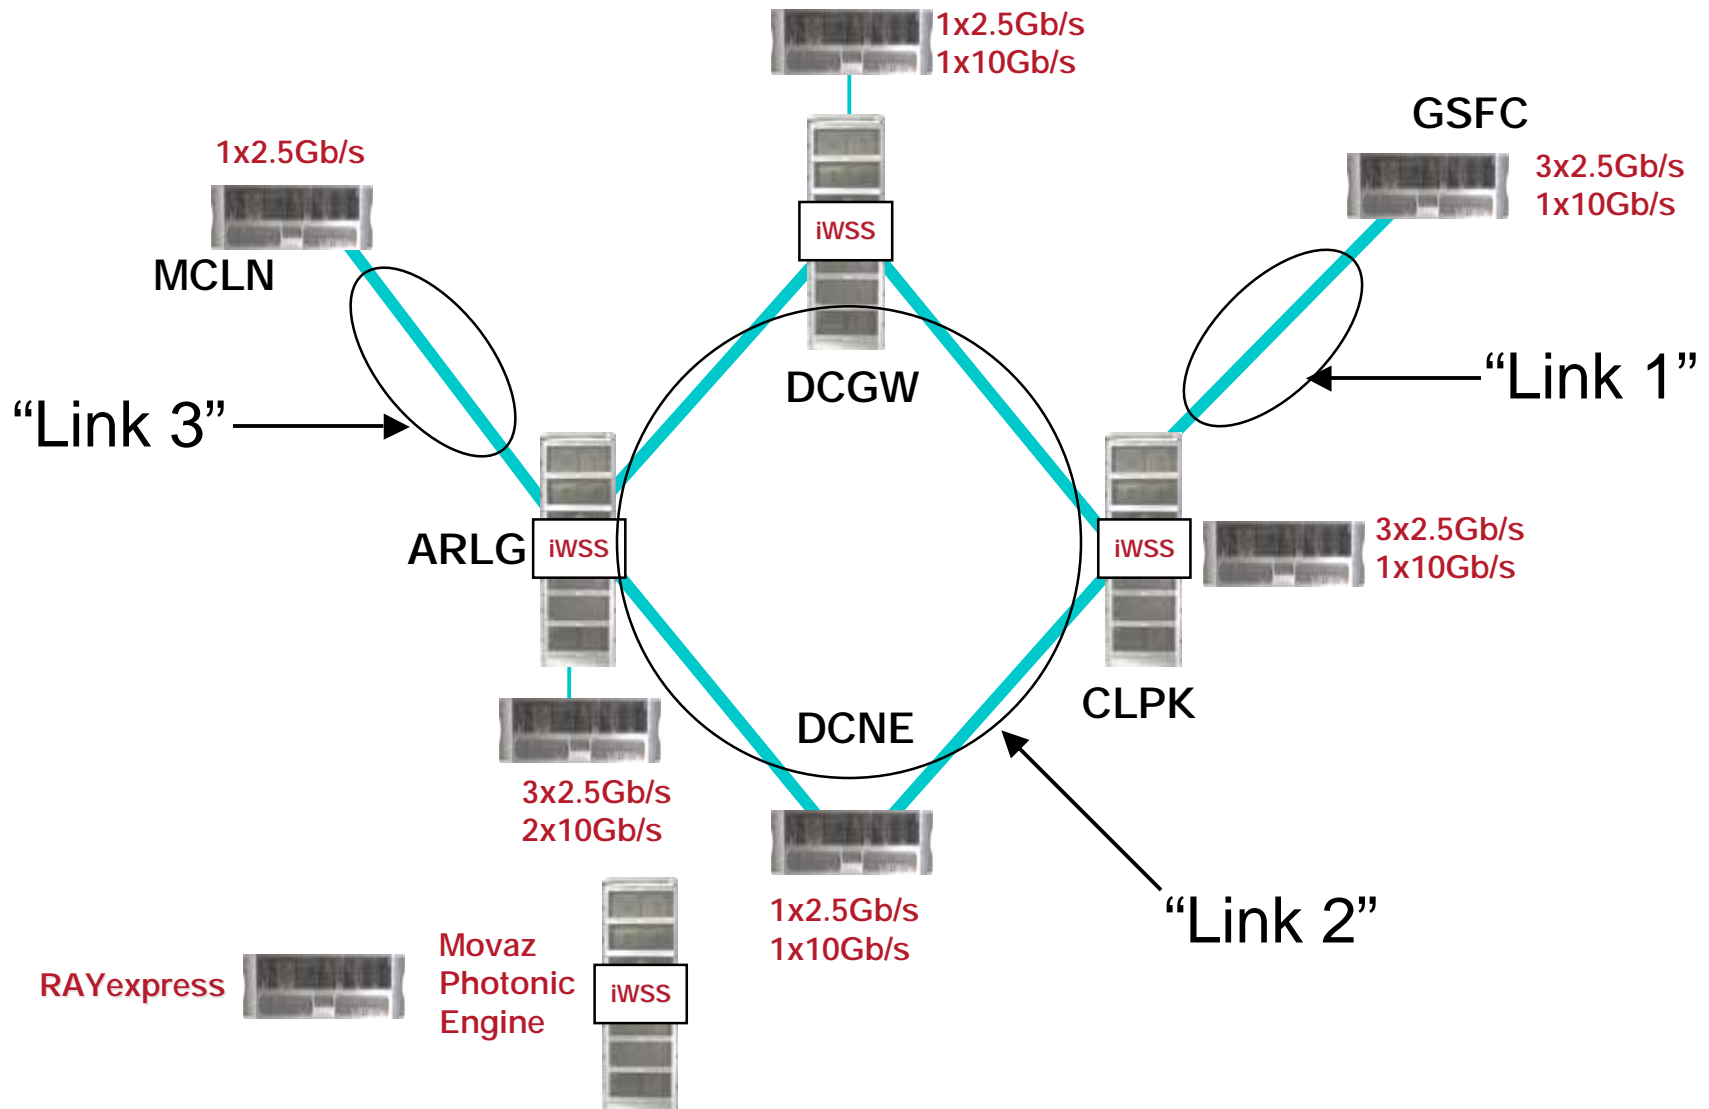 1x2.5Gb/s
1x10Gb/s
GSFC
1x2.5Gb/s
3x2.5Gb/s
1x10Gb/s
iWSS
MCLN
DCGW
“Link 1”
“Link 3”
ARLG
iWSS
iWSS
3x2.5Gb/s
1x10Gb/s
CLPK
DCNE
3x2.5Gb/s
2x10Gb/s
1x2.5Gb/s
1x10Gb/s
“Link 2”
RAYexpress
Movaz
Photonic
Engine
iWSS